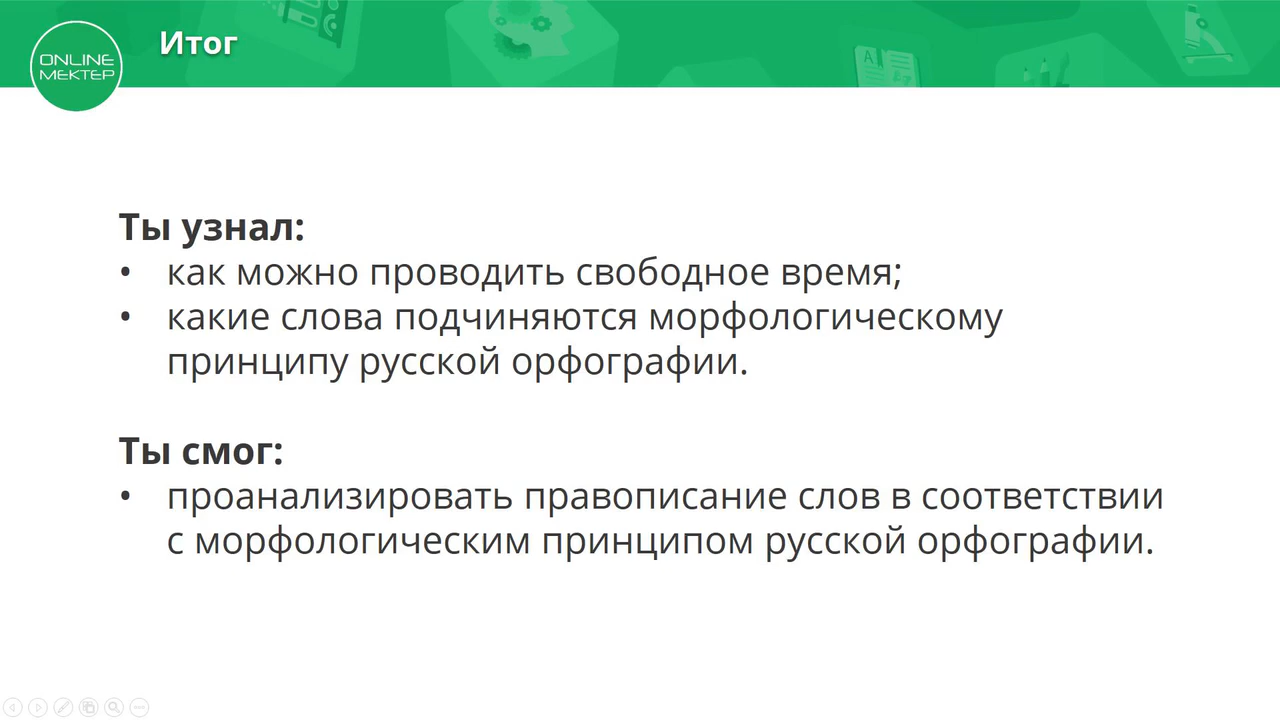 Итог
ONLINE
МЕКТЕР
Ты узнал:
• как можно проводить свободное время;
• какие слова подчиняются морфологическому
принципу русской орфографии.
Ты смог:
• проанализировать правописание слов в соответствии
с морфологическим принципом русской орфографии.